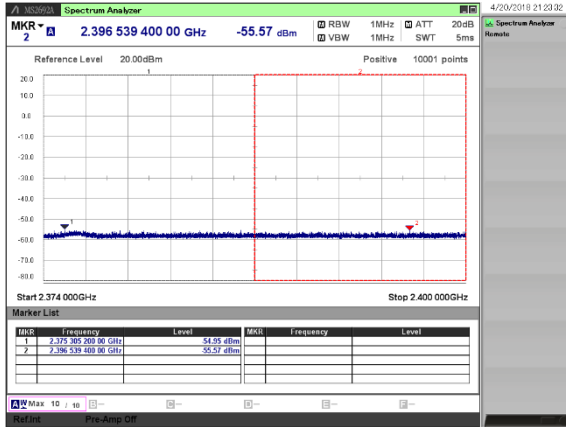 MS2692A Spectrum Analyzer
4/20/2018 21:23:32
MKR A 2.396 539 400 00 GHz -55.57 dBm
2
RBW 1MHz ATT 20dB
VBW 1MHz SWT 5ms
Spectrum Analyzer
Remote
Reference Level 20.00dBm Positive 10001 points
1 2
20.0
10.0
0.0
-10.0
-20.0
-30.0
-40.0
-50.0
1 2
-60.0
-70.0
-80.0
Start 2.374 000GHz Stop 2.400 000GHz
Marker List
MKR Frequency Level MKR Frequency Level
1 2.375 305 200 00 GHz -54.95 dBm
2 2.396 539 400 00 GHz -55.57 dBm
A W Max 10 / 10 B-- C-- D-- E-- F--
Ref.Int Pre-Amp Off